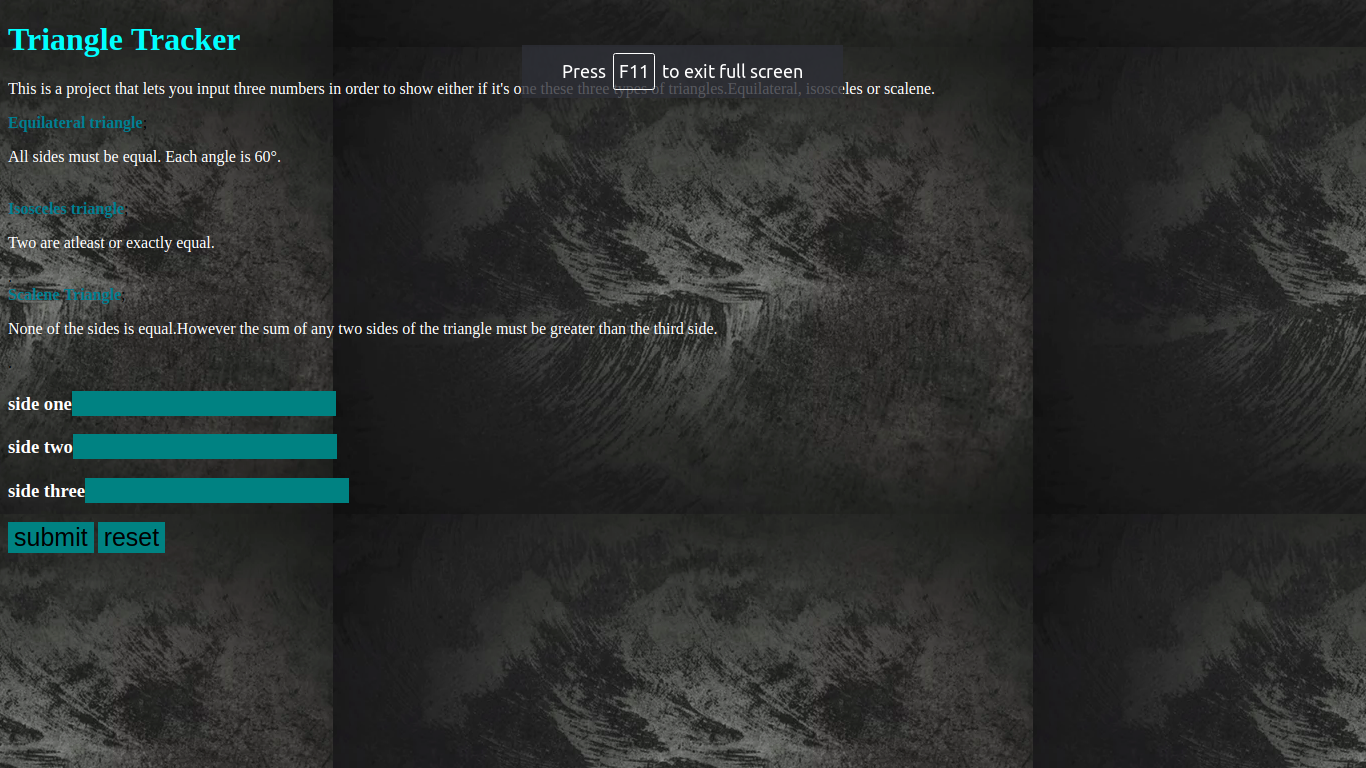 Triangle Tracker
Press F11 to exit full screen
This is a project that lets you input three numbers in order to show either if it's one these three types of triangles.Equilateral, isosceles or scalene.
Equilateral triangle:
All sides must be equal. Each angle is 60°.
Isosceles triangle:
Two are atleast or exactly equal.
.
Scalene Triangle:
None of the sides is equal.However the sum of any two sides of the triangle must be greater than the third side.
.
side one
side two
side three
submit reset